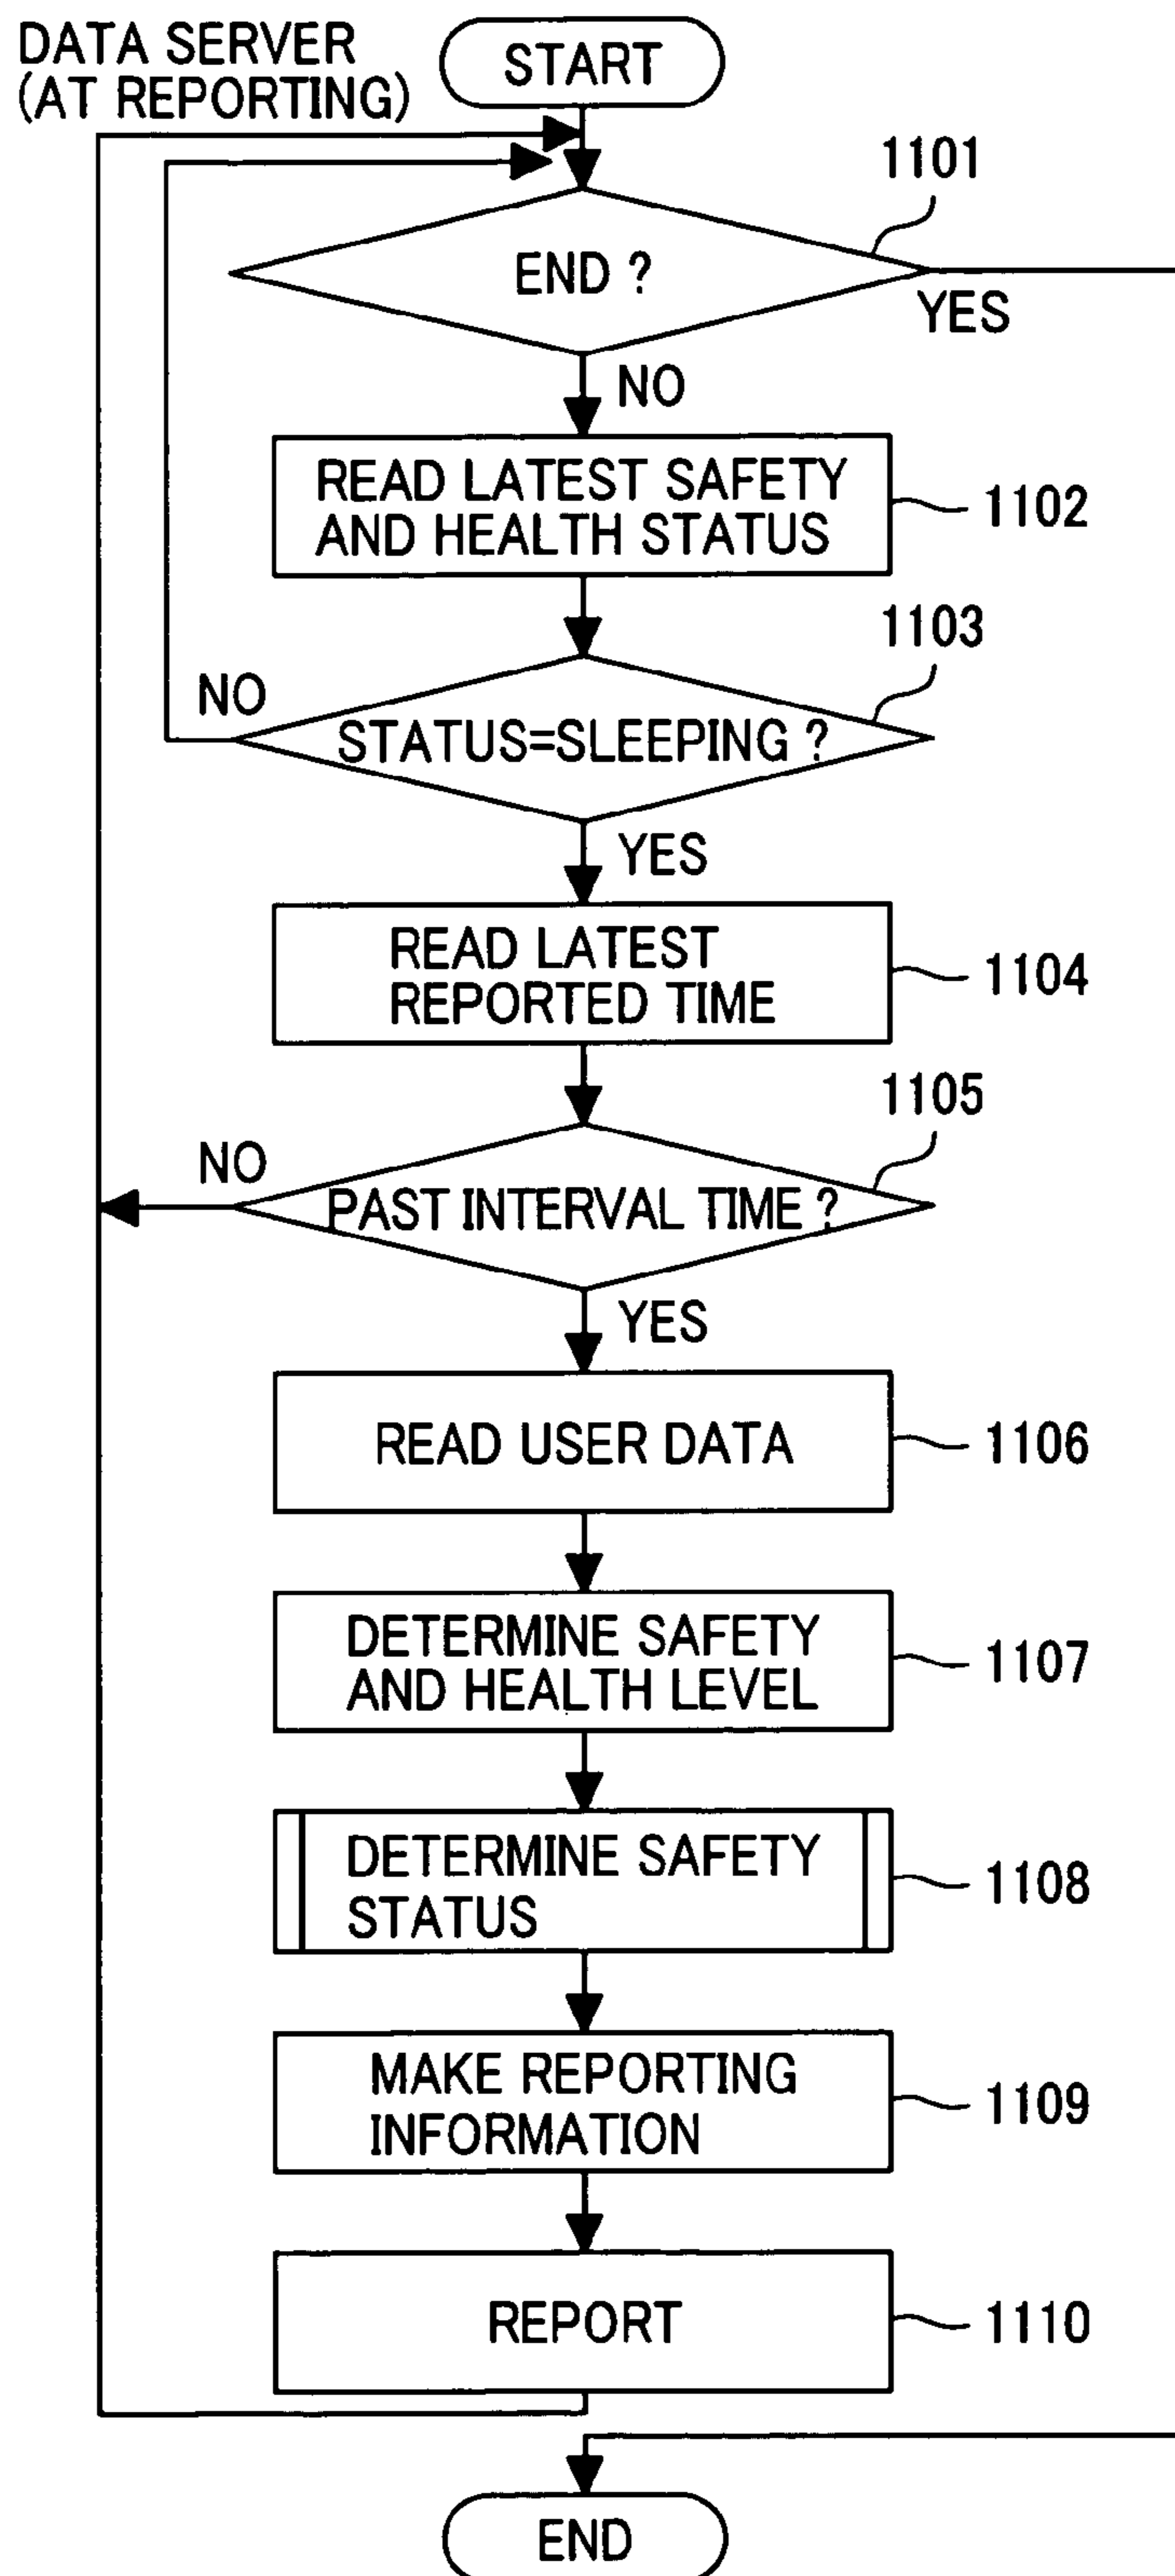 DATA SERVER
(AT REPORTING)
START
1101
END ?
YES
NO
READ LATEST SAFETY
AND HEALTH STATUS
1102
1103
NO
STATUS=SLEEPING ?
YES
READ LATEST
REPORTED TIME
1104
1105
NO
PAST INTERVAL TIME ?
YES
READ USER DATA
1106
DETERMINE SAFETY
AND HEALTH LEVEL
1107
DETERMINE SAFETY
STATUS
1108
MAKE REPORTING
INFORMATION
1109
REPORT
1110
END